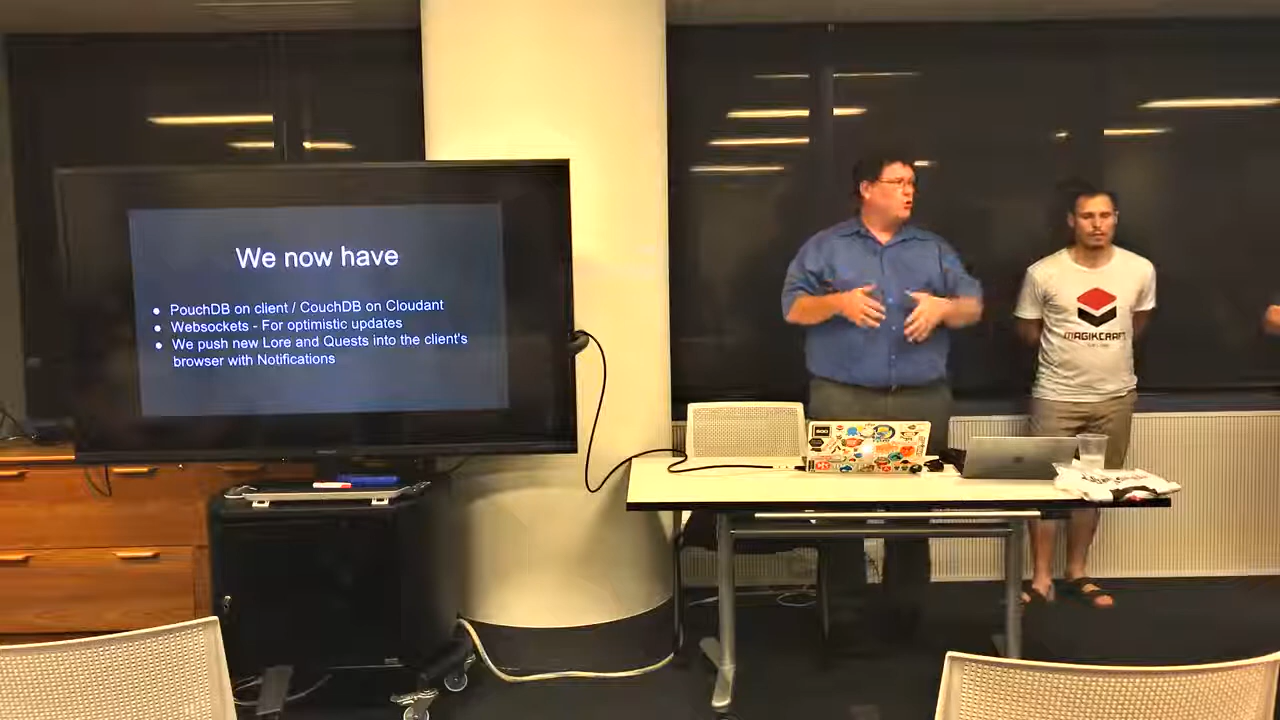 We now have
● PouchDB on client / CouchDB on Cloudant
● Websockets - For optimistic updates
● We push new Lore and Quests into the client's
browser with Notifications
MAGIKCRAFT